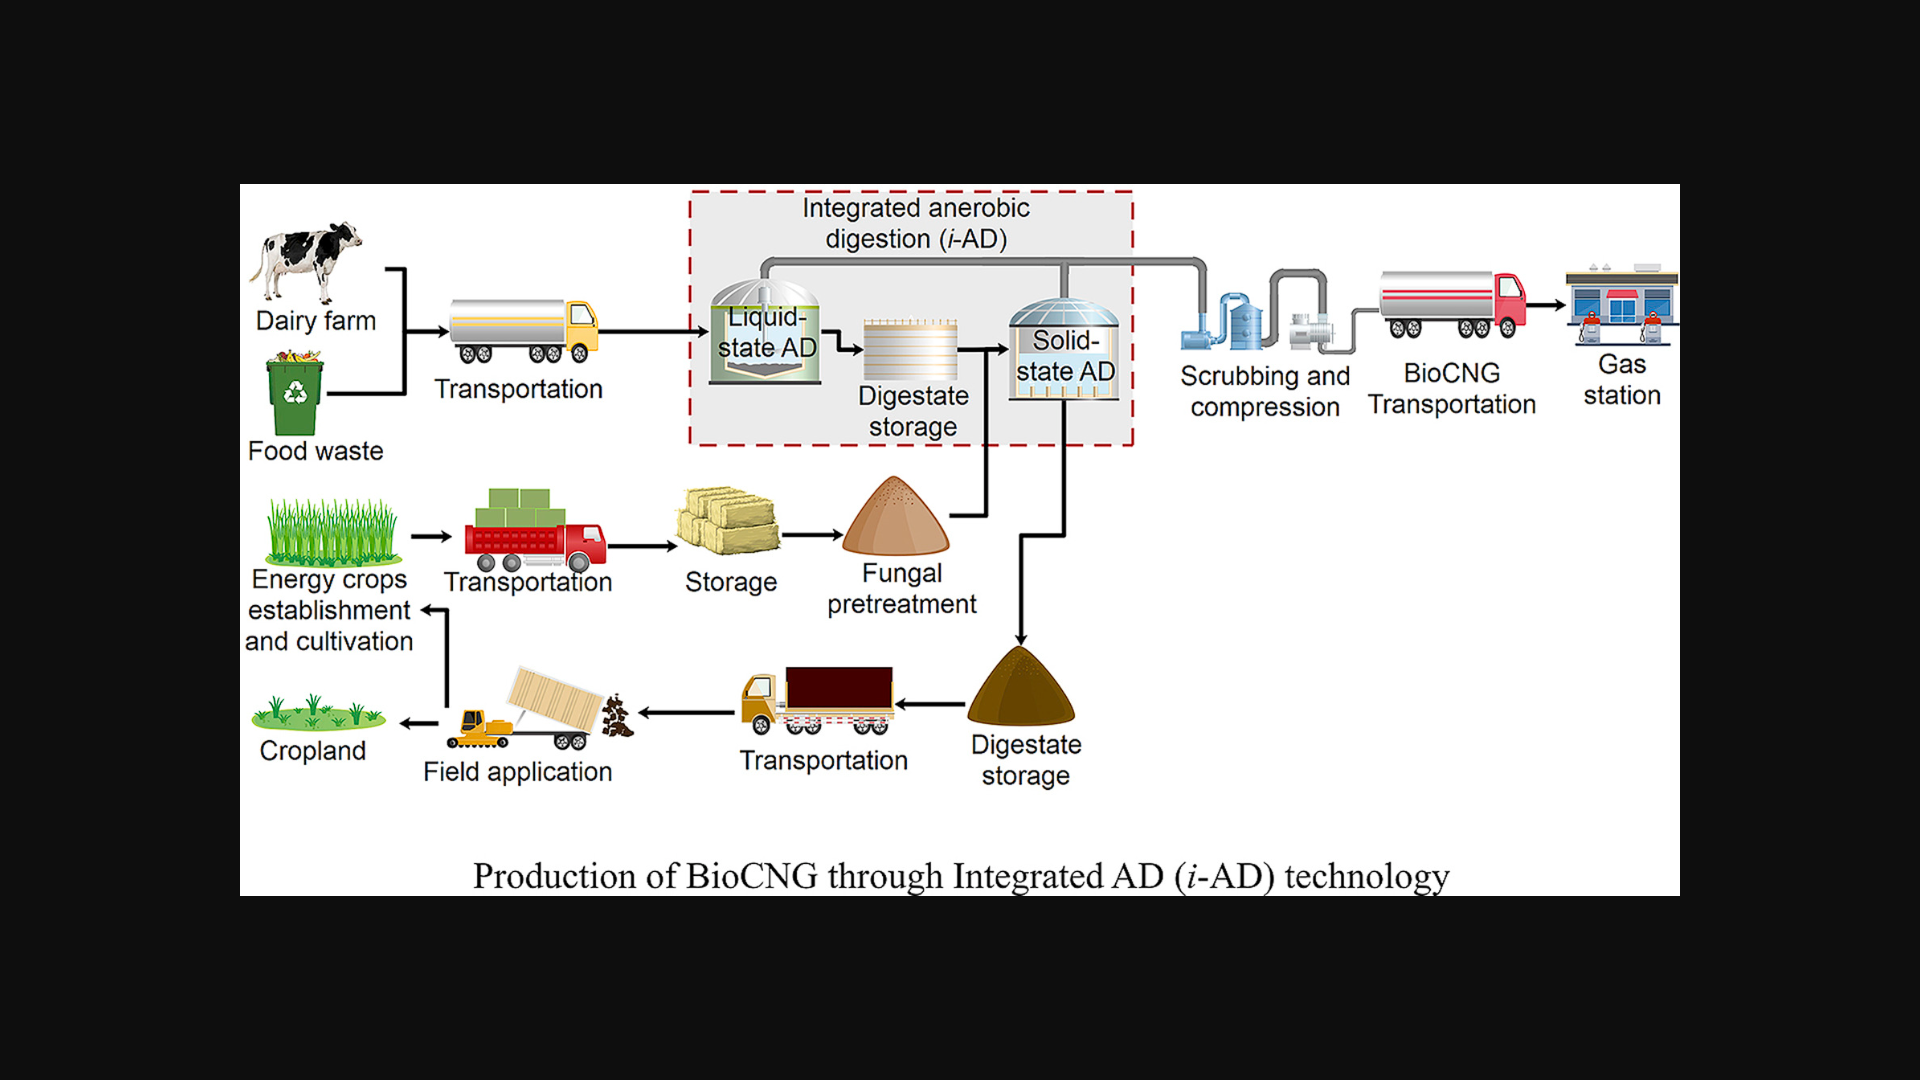 Integrated anerobic
digestion (i-AD)
Dairy farm
Food waste
Transportation
Liquid-
state AD
Digestate
storage
Solid-
state AD
Scrubbing and
compression
BioCNG
Transportation
Gas
station
Energy crops
establishment
and cultivation
Transportation
Storage
Fungal
pretreatment
Cropland
Field application
Transportation
Digestate
storage
Production of BioCNG through Integrated AD (i-AD) technology